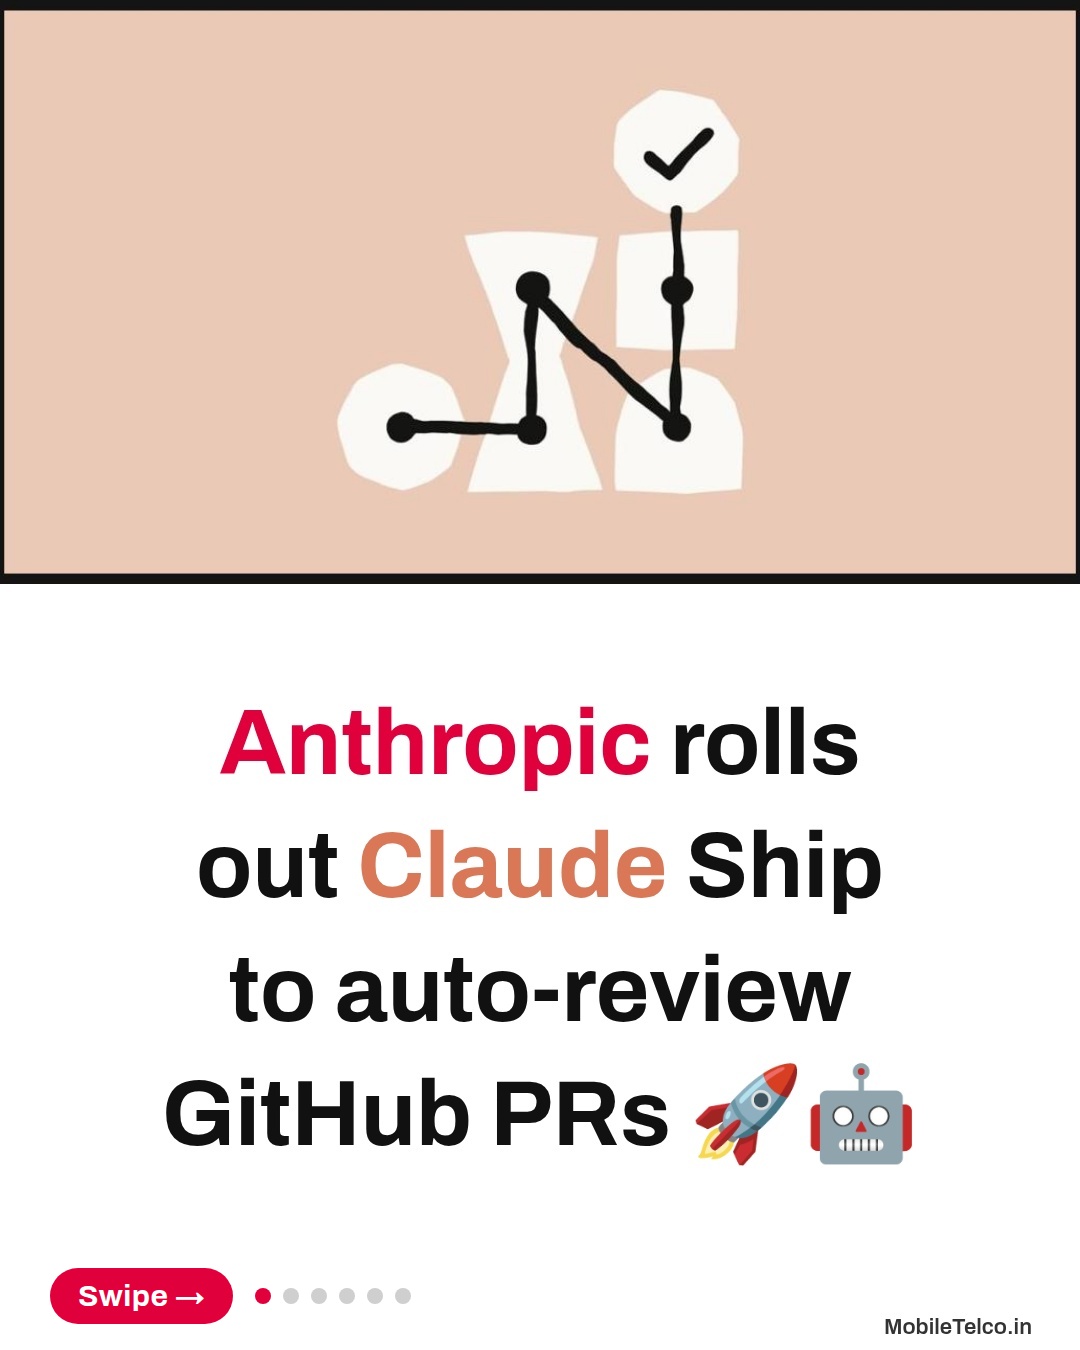 Anthropic rolls
out Claude Ship
to auto-review
GitHub PRs 🚀🤖
Swipe →
MobileTelco.in